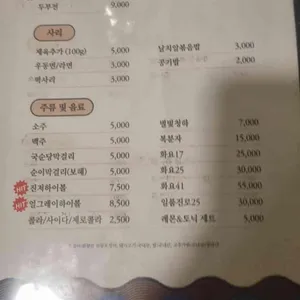 두부전 9,000
사리
제육추가 (100g) 5,000
우동면/라면 3,000
떡사리 3,000
날치알볶음밥 3,000
공기밥 2,000
주류 및 음료
소주 5,000
맥주 5,000
국순당막걸리 5,000
순이막걸리(보해) 5,000
HIT 진저하이볼 7,500
HIT 얼그레이하이볼 8,500
콜라/사이다/제로콜라 2,500
별빛청하 7,000
복분자 15,000
화요17 25,000
화요25 30,000
화요41 55,000
일품진로25 30,000
레몬&토닉 세트 5,000